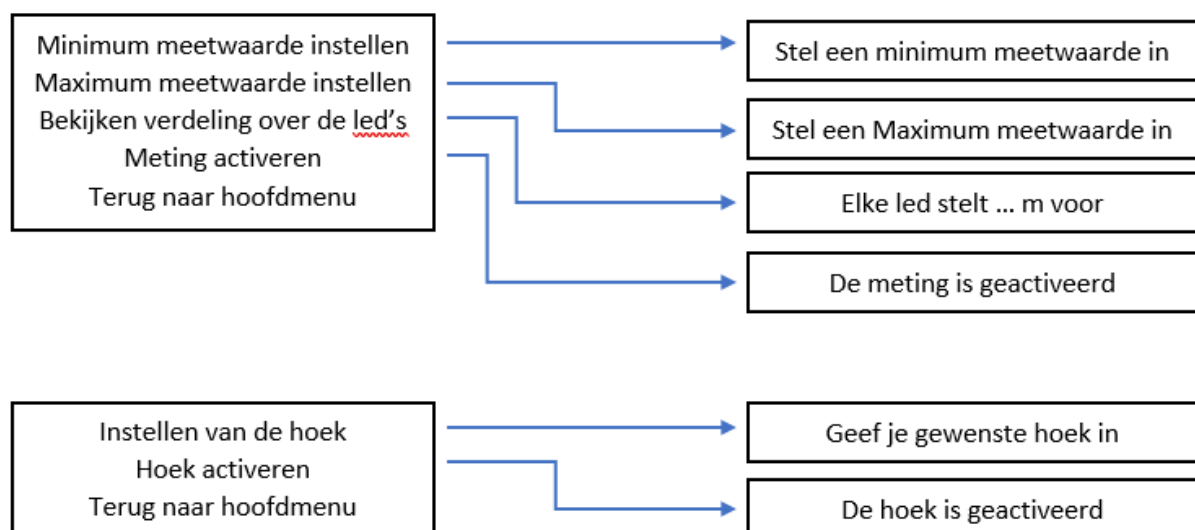 Minimum meetwaarde instellen
Maximum meetwaarde instellen
Bekijken verdeling over de led's
Meting activeren
Terug naar hoofdmenu
Stel een minimum meetwaarde in
Stel een Maximum meetwaarde in
Elke led stelt ... m voor
De meting is geactiveerd
Instellen van de hoek
Hoek activeren
Terug naar hoofdmenu
Geef je gewenste hoek in
De hoek is geactiveerd